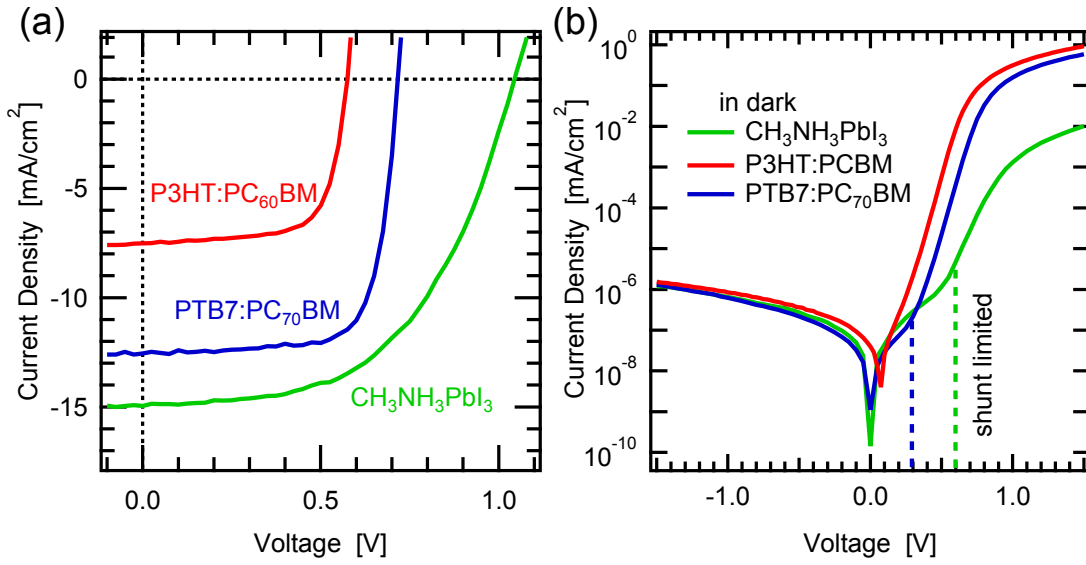 (a)
Current Density [mA/cm²]
0
-5
-10
-15
P3HT:PC₆₀BM
PTB7:PC₇₀BM
CH₃NH₃PbI₃
0.0
0.5
1.0
Voltage [V]
(b)
Current Density [mA/cm²]
10⁰
10⁻²
10⁻⁴
10⁻⁶
10⁻⁸
10⁻¹⁰
in dark
CH₃NH₃PbI₃
P3HT:PCBM
PTB7:PC₇₀BM
shunt limited
-1.0
0.0
1.0
Voltage [V]